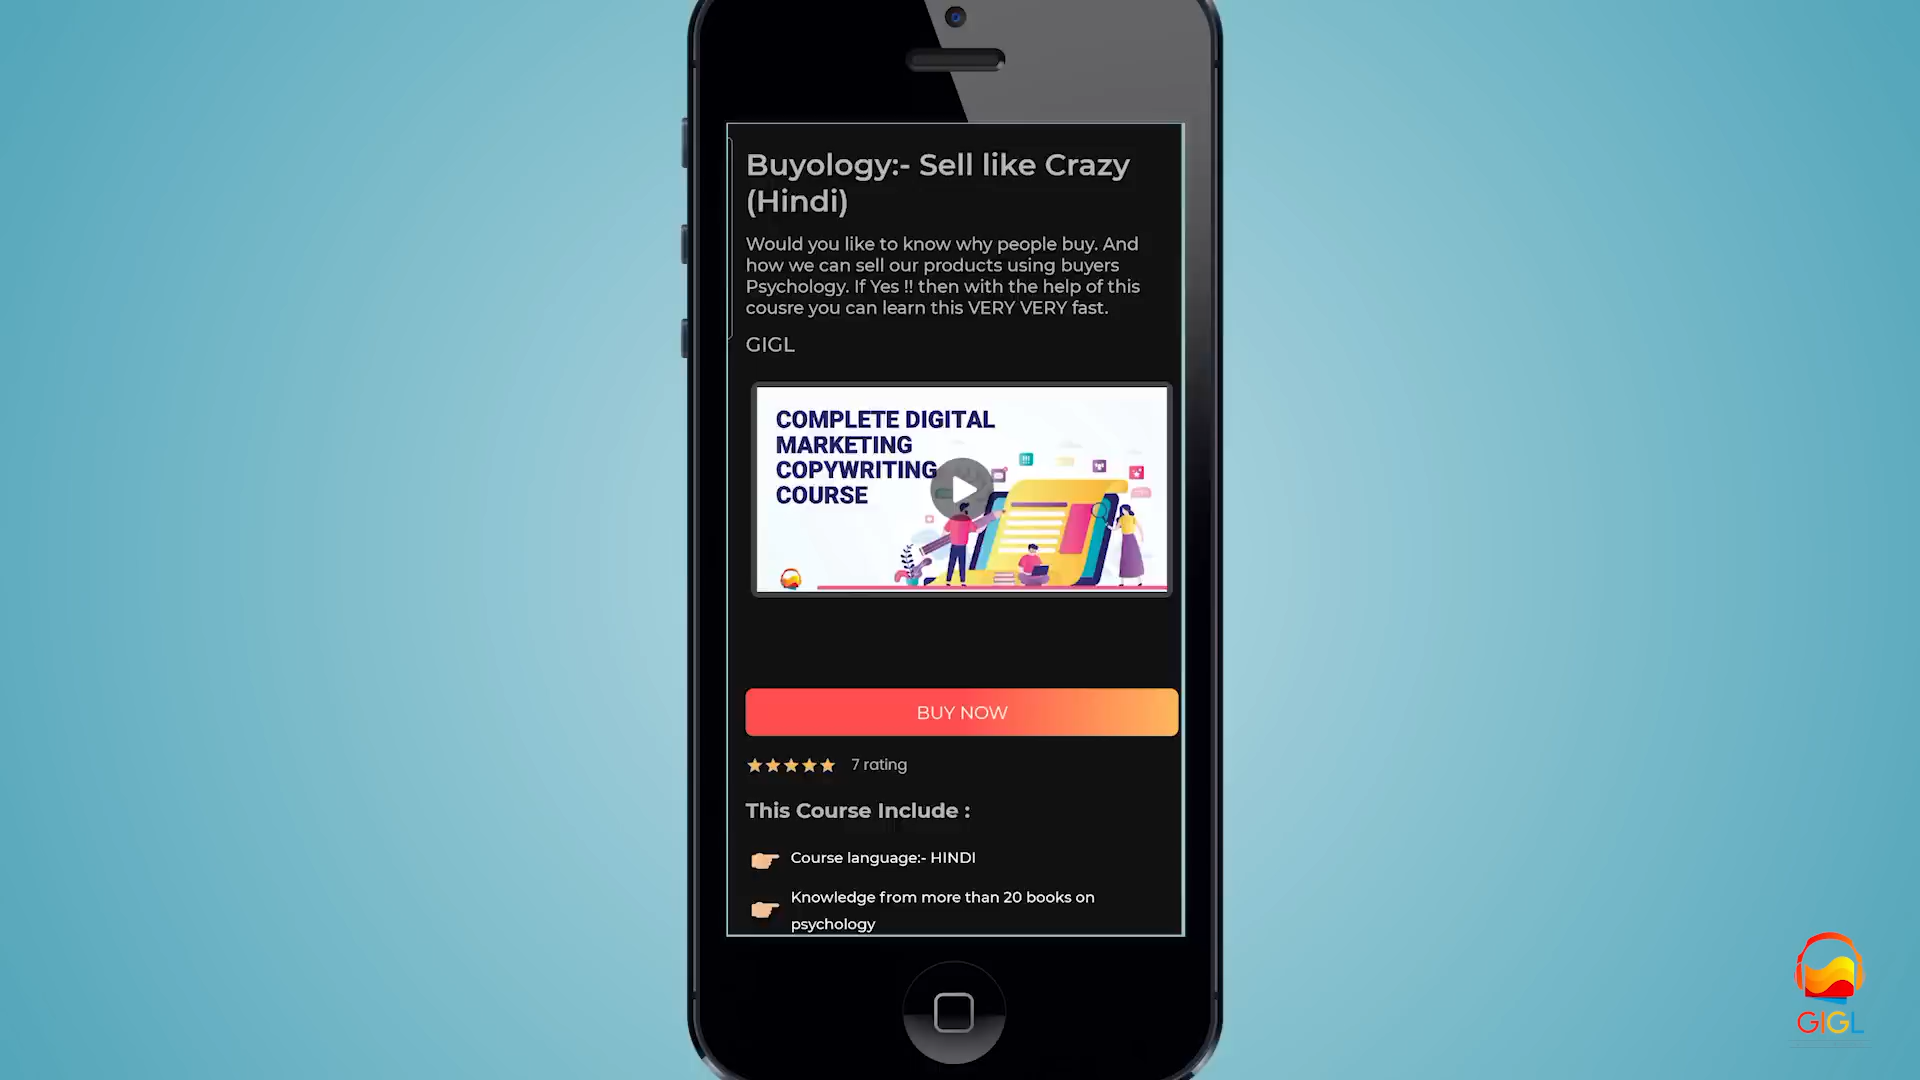 Buyology:- Sell like Crazy
(Hindi)
Would you like to know why people buy. And
how we can sell our products using buyers
Psychology. If Yes !! then with the help of this
cousre you can learn this VERY VERY fast.
GIGL
COMPLETE DIGITAL
MARKETING
COPYWRITING
COURSE
BUY NOW
7 rating
This Course Include :
Course language:- HINDI
Knowledge from more than 20 books on
psychology
GIGL